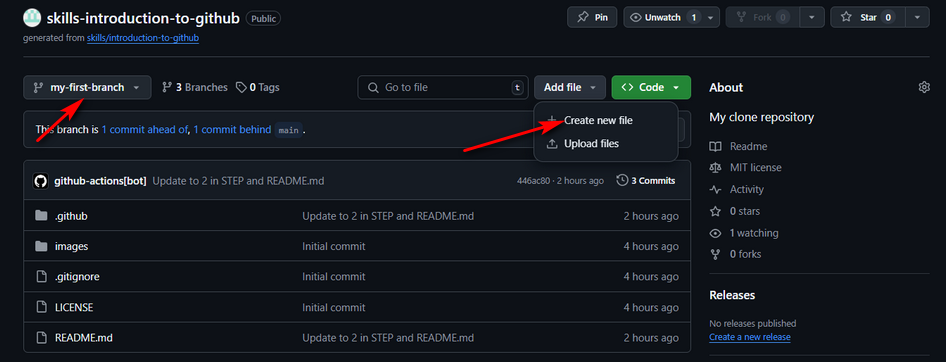 skills-introduction-to-github Public
Pin Unwatch 1 Fork 0 Star 0
generated from skills/introduction-to-github
my-first-branch 3 Branches 0 Tags Go to file t Add file Code
Create new file
Upload files
This branch is 1 commit ahead of, 1 commit behind main .
github-actions[bot] Update to 2 in STEP and README.md 446ac80 · 2 hours ago 3 Commits
.github Update to 2 in STEP and README.md 2 hours ago
images Initial commit 4 hours ago
.gitignore Initial commit 4 hours ago
LICENSE Initial commit 4 hours ago
README.md Update to 2 in STEP and README.md 2 hours ago
About
My clone repository
Readme
MIT license
Activity
0 stars
1 watching
0 forks
Releases
No releases published
Create a new release